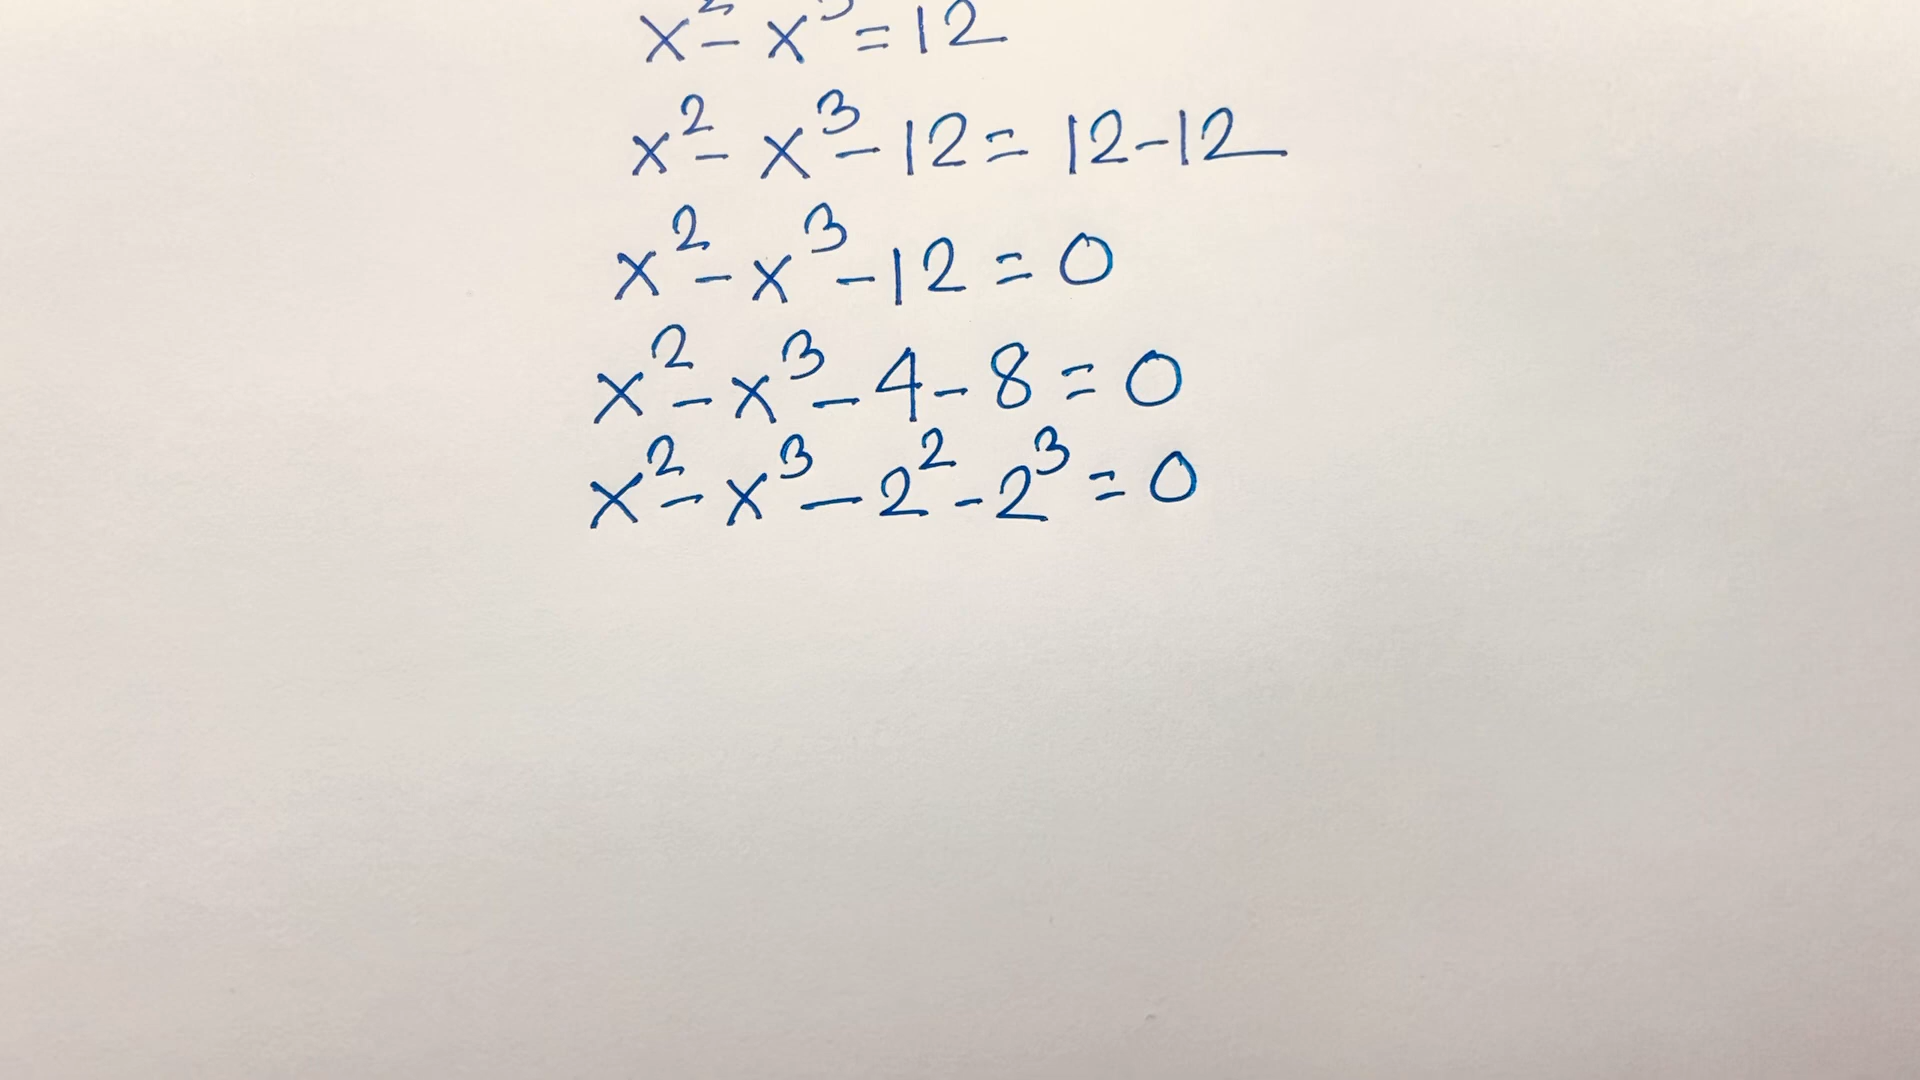 x² - x³ = 12
x² - x³ - 12 = 12 - 12
x² - x³ - 12 = 0
x² - x³ - 4 - 8 = 0
x² - x³ - 2² - 2³ = 0